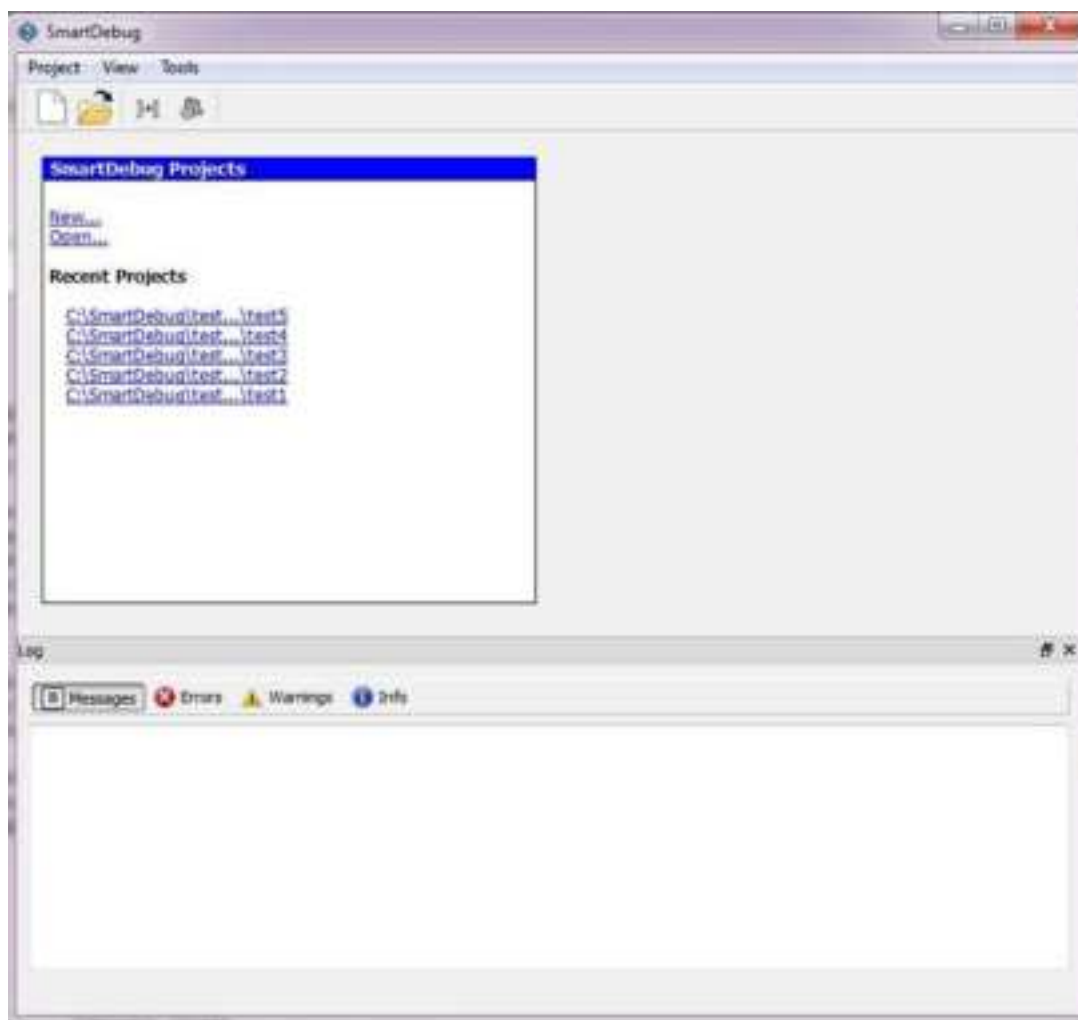 SmartDebug
Project View Tools
SmartDebug Projects
New...
Open...
Recent Projects
C:\SmartDebug\test...\test5
C:\SmartDebug\test...\test4
C:\SmartDebug\test...\test3
C:\SmartDebug\test...\test2
C:\SmartDebug\test...\test1
Log
Messages Errors Warnings Info